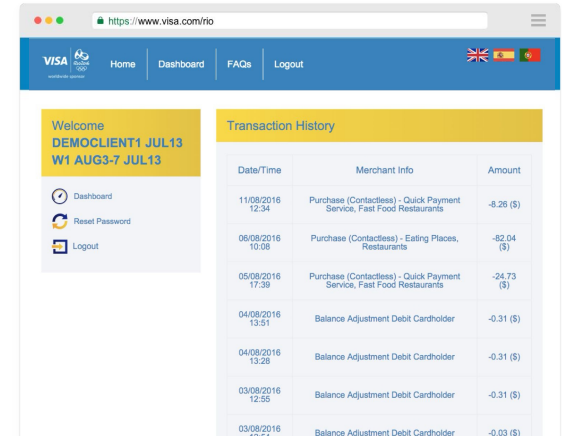 https://www.visa.com/rio
VISA
worldwide sponsor
Home
Dashboard
FAQs
Logout
Welcome
DEMOCLIENT1 JUL13
W1 AUG3-7 JUL13
Dashboard
Reset Password
Logout
Transaction History
Date/Time Merchant Info Amount
11/08/2016
12:34
Purchase (Contactless) - Quick Payment
Service, Fast Food Restaurants
-8.26 ($)
06/08/2016
10:08
Purchase (Contactless) - Eating Places,
Restaurants
-82.04
($)
05/08/2016
17:39
Purchase (Contactless) - Quick Payment
Service, Fast Food Restaurants
-24.73
($)
04/08/2016
13:51
Balance Adjustment Debit Cardholder
-0.31 ($)
04/08/2016
13:28
Balance Adjustment Debit Cardholder
-0.31 ($)
03/08/2016
12:55
Balance Adjustment Debit Cardholder
-0.31 ($)
03/08/2016
Balance Adjustment Debit Cardholder
-0.03 ($)